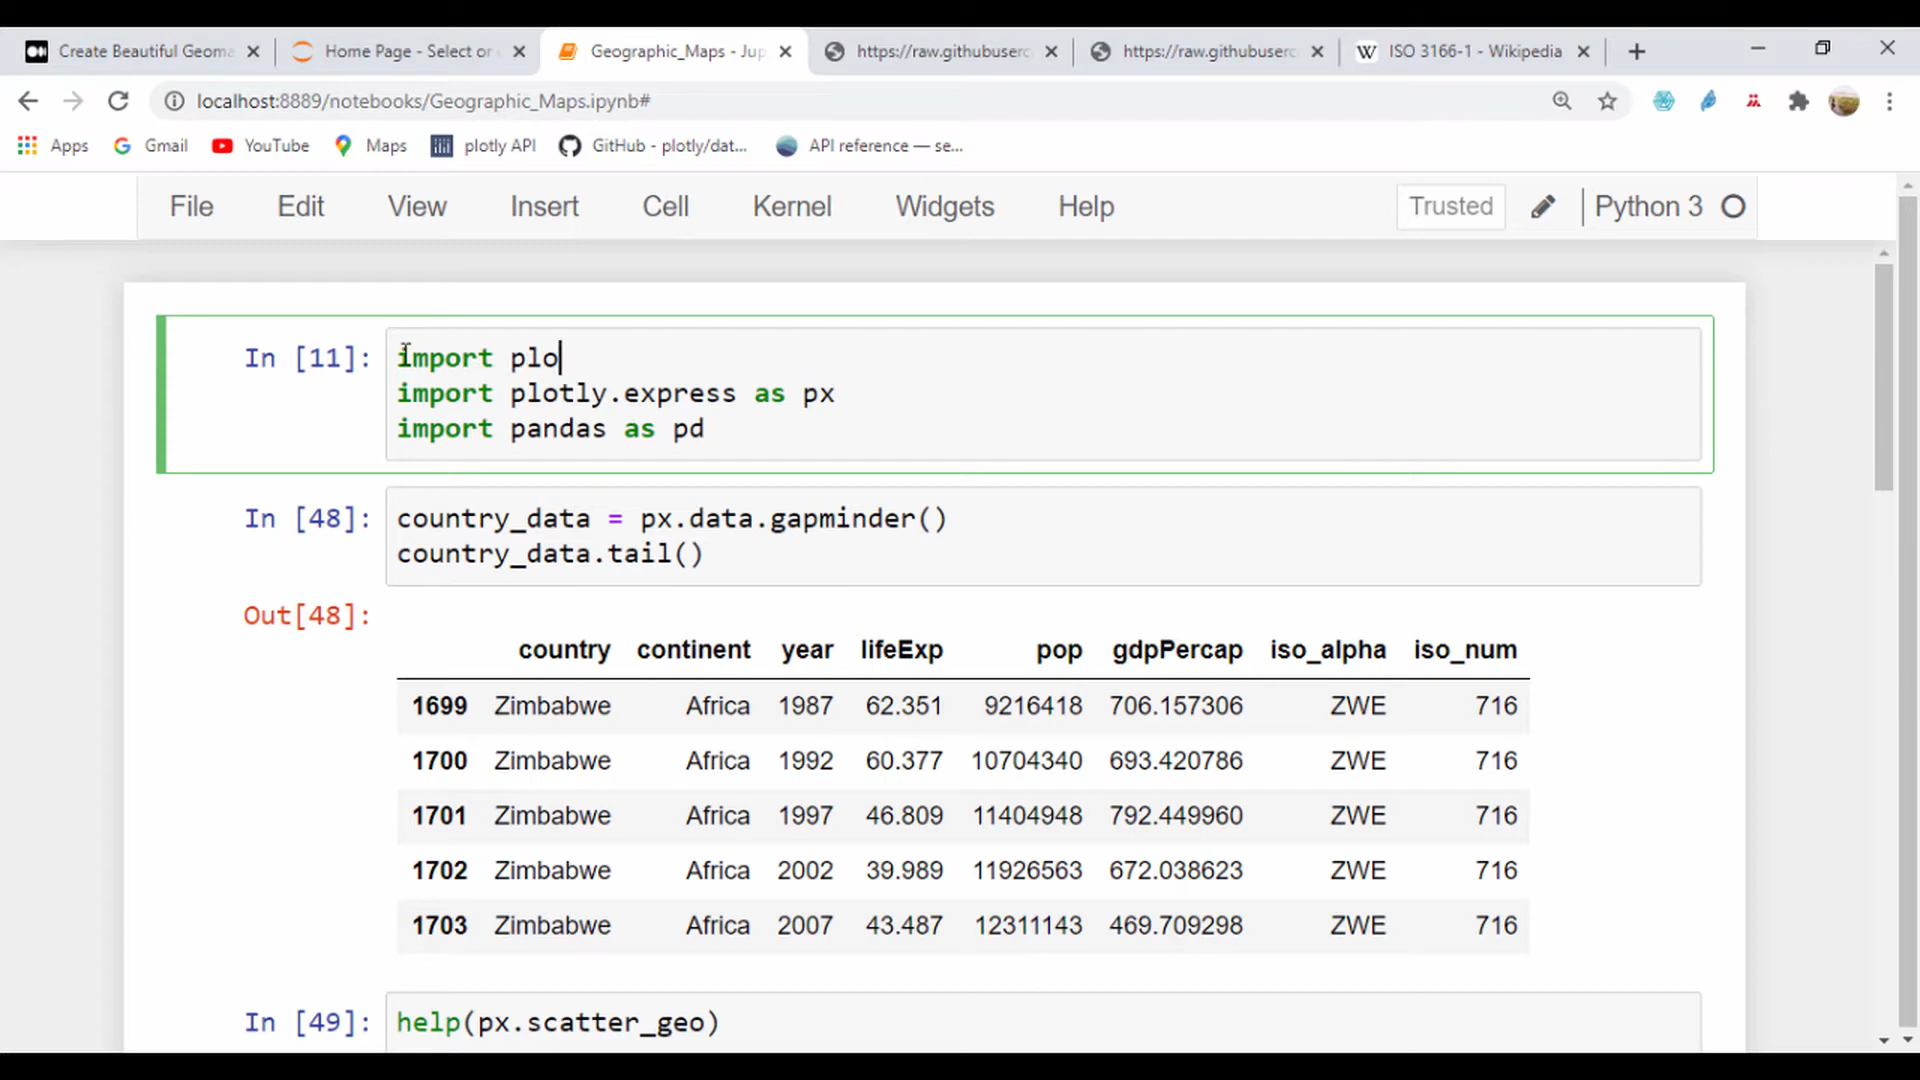 Create Beautiful Geoma
Home Page - Select or
Geographic_Maps - Jup
https://raw.githubuserc
https://raw.githubuserc
W ISO 3166-1 - Wikipedia
localhost:8889/notebooks/Geographic_Maps.ipynb#
Apps
G Gmail
YouTube
Maps
plotly API
GitHub - plotly/dat...
API reference — se...
File Edit View Insert Cell Kernel Widgets Help Trusted Python 3
In [11]: import plo
import plotly.express as px
import pandas as pd
In [48]: country_data = px.data.gapminder()
country_data.tail()
Out[48]:
country continent year lifeExp pop gdpPercap iso_alpha iso_num
1699 Zimbabwe Africa 1987 62.351 9216418 706.157306 ZWE 716
1700 Zimbabwe Africa 1992 60.377 10704340 693.420786 ZWE 716
1701 Zimbabwe Africa 1997 46.809 11404948 792.449960 ZWE 716
1702 Zimbabwe Africa 2002 39.989 11926563 672.038623 ZWE 716
1703 Zimbabwe Africa 2007 43.487 12311143 469.709298 ZWE 716
In [49]: help(px.scatter_geo)